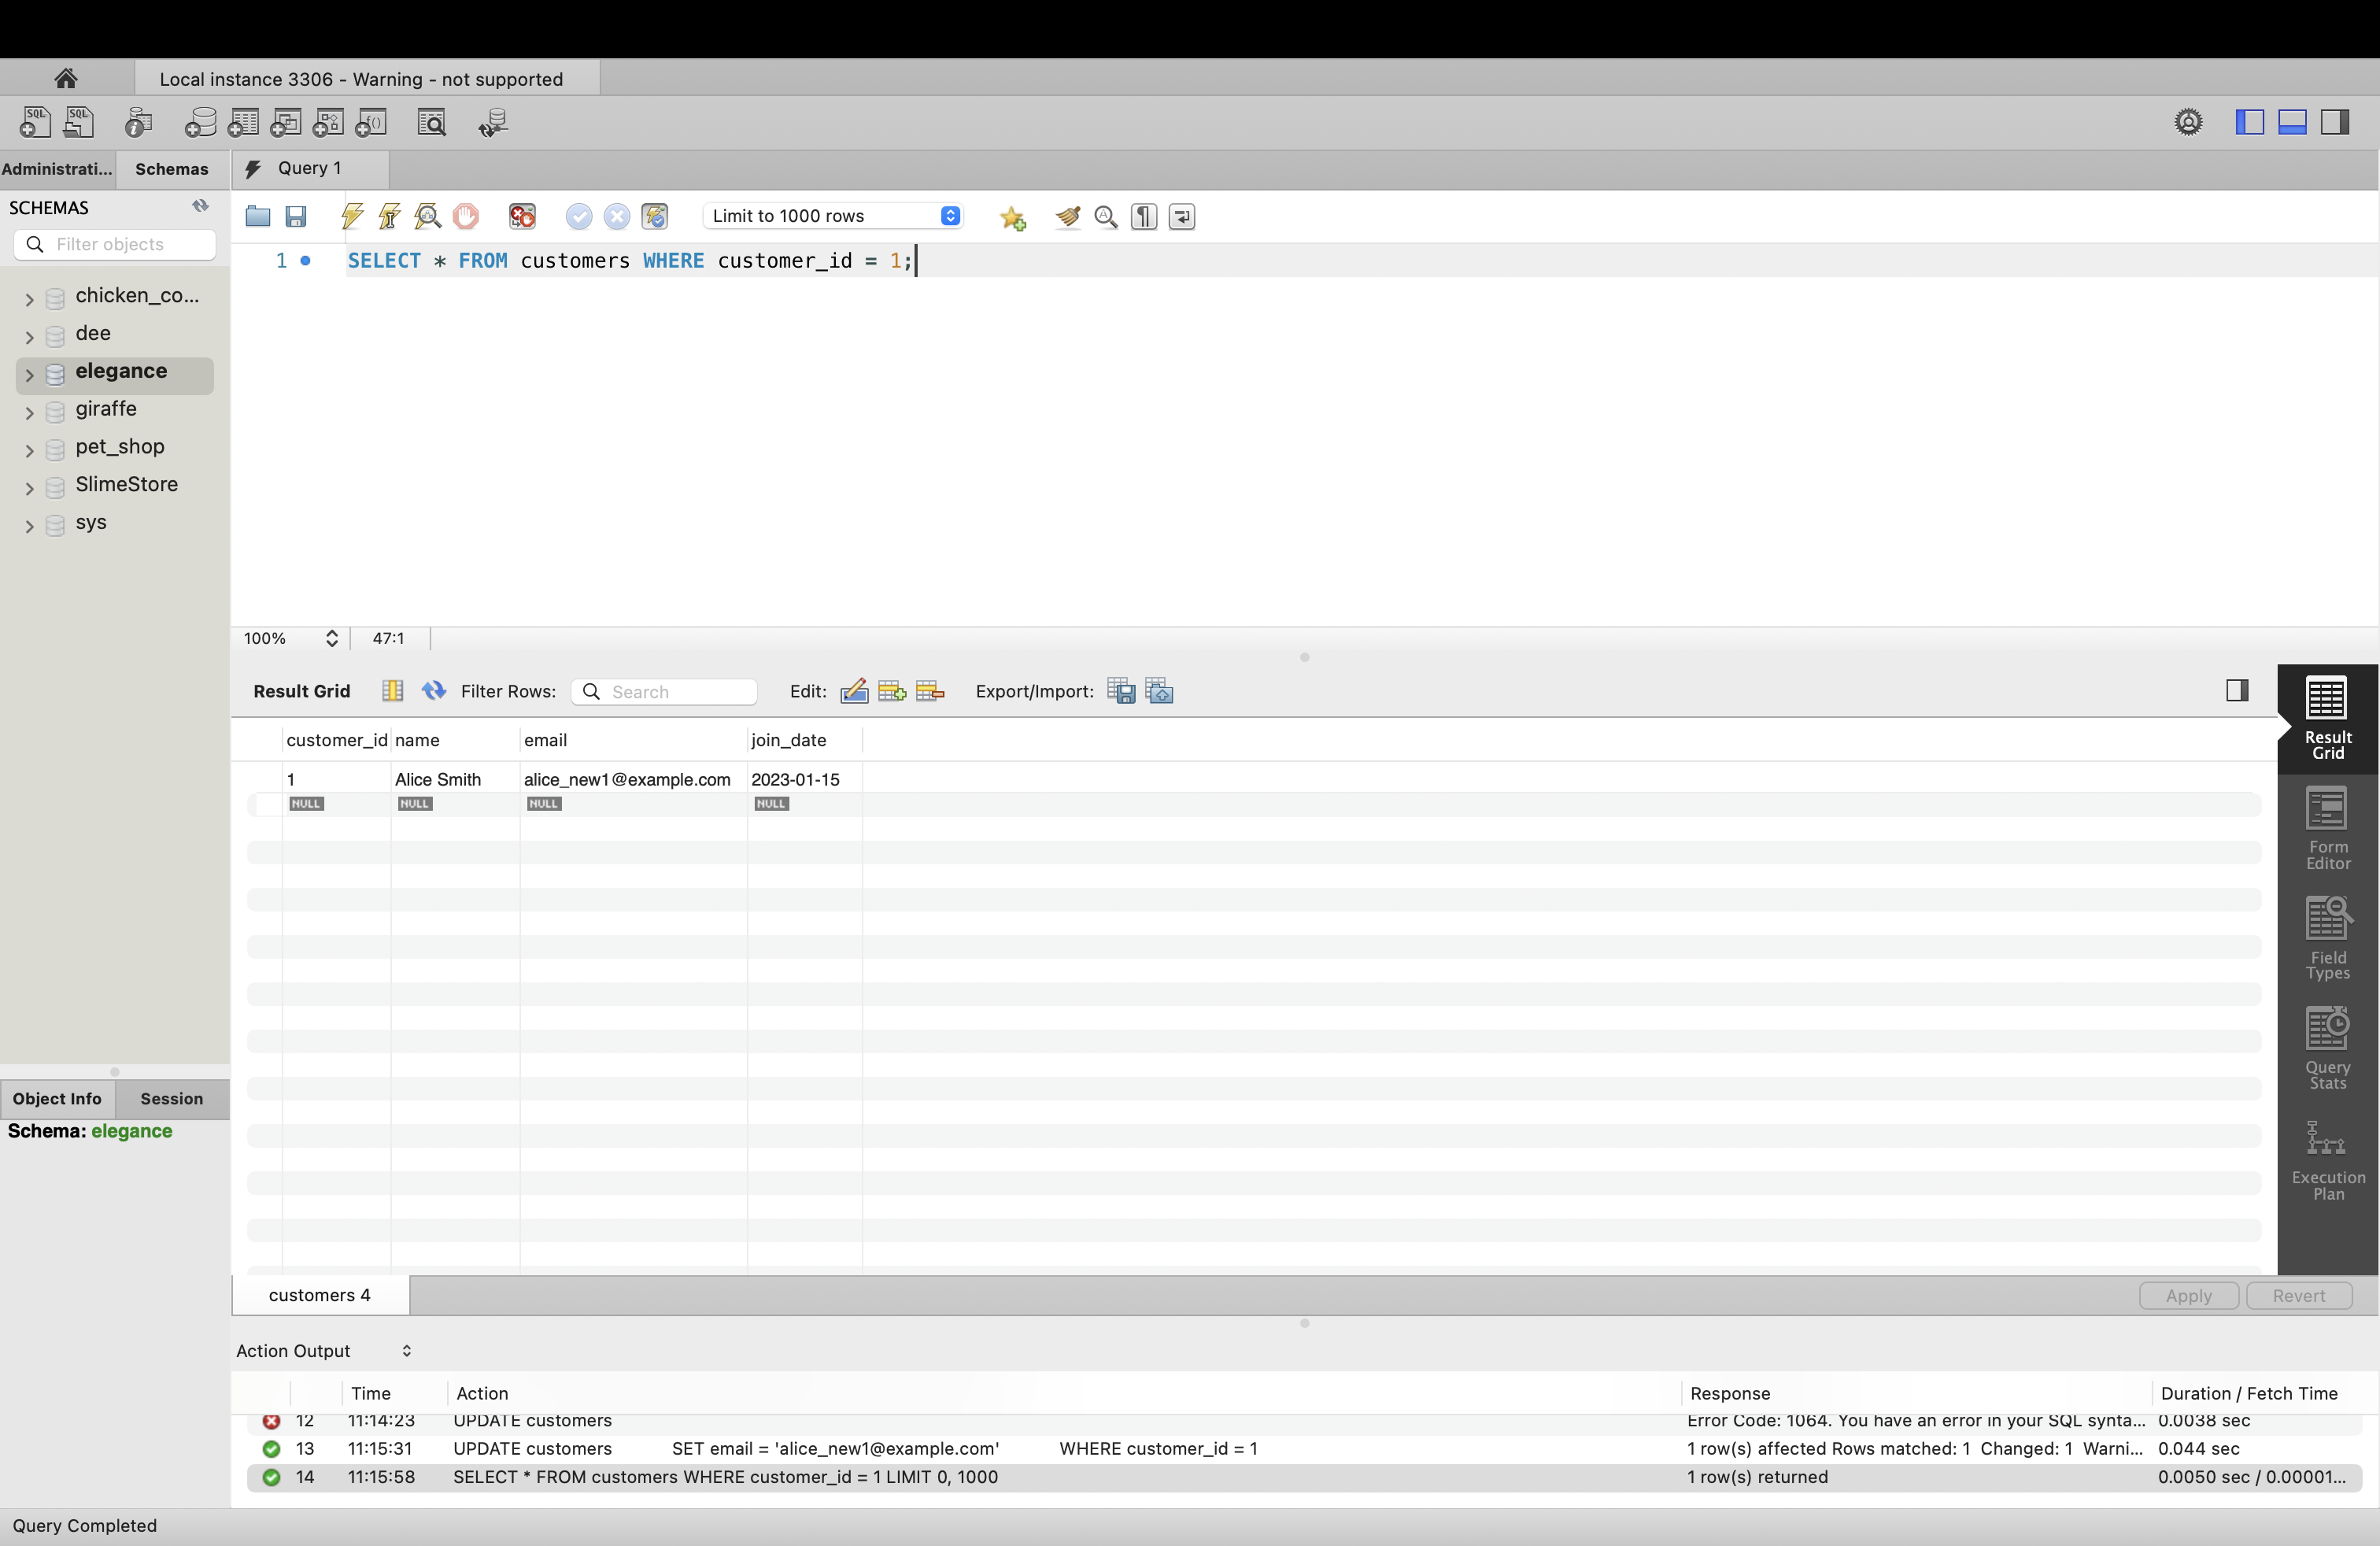 Local instance 3306 - Warning - not supported
Administrati... Schemas
Query 1
SCHEMAS
Filter objects
Limit to 1000 rows
1 SELECT * FROM customers WHERE customer_id = 1;
chicken_co...
dee
elegance
giraffe
pet_shop
SlimeStore
sys
100% 47:1
Result Grid Filter Rows: Search Edit: Export/Import:
customer_id name email join_date
1 Alice Smith alice_new1@example.com 2023-01-15
NULL NULL NULL NULL
Result
Grid
Form
Editor
Field
Types
Query
Stats
Execution
Plan
Object Info Session
Schema: elegance
customers 4 Apply Revert
Action Output
Time Action Response Duration / Fetch Time
12 11:14:23 UPDATE customers Error Code: 1064. You have an error in your SQL synta... 0.0038 sec
13 11:15:31 UPDATE customers SET email = 'alice_new1@example.com' WHERE customer_id = 1 1 row(s) affected Rows matched: 1 Changed: 1 Warni... 0.044 sec
14 11:15:58 SELECT * FROM customers WHERE customer_id = 1 LIMIT 0, 1000 1 row(s) returned 0.0050 sec / 0.00001...
Query Completed